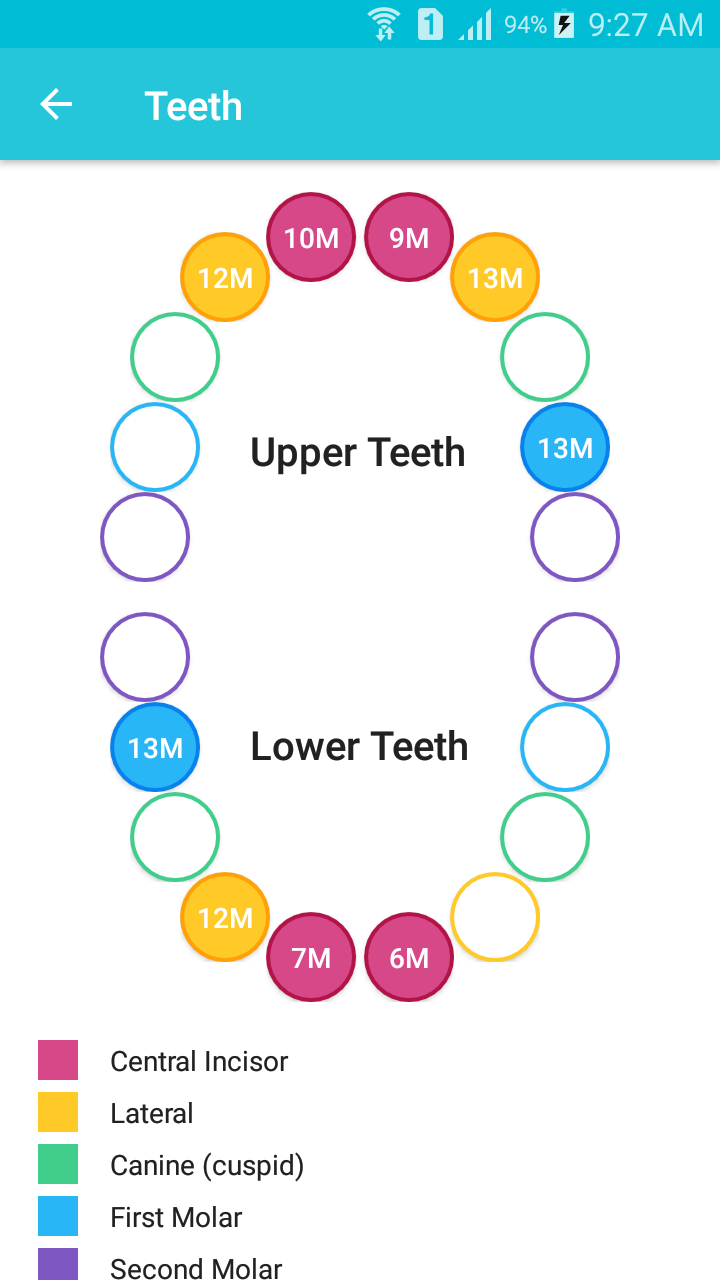 1 94% 9:27 AM
Teeth
10M 9M
12M 13M
Upper Teeth 13M
13M Lower Teeth
12M
7M 6M
Central Incisor
Lateral
Canine (cuspid)
First Molar
Second Molar